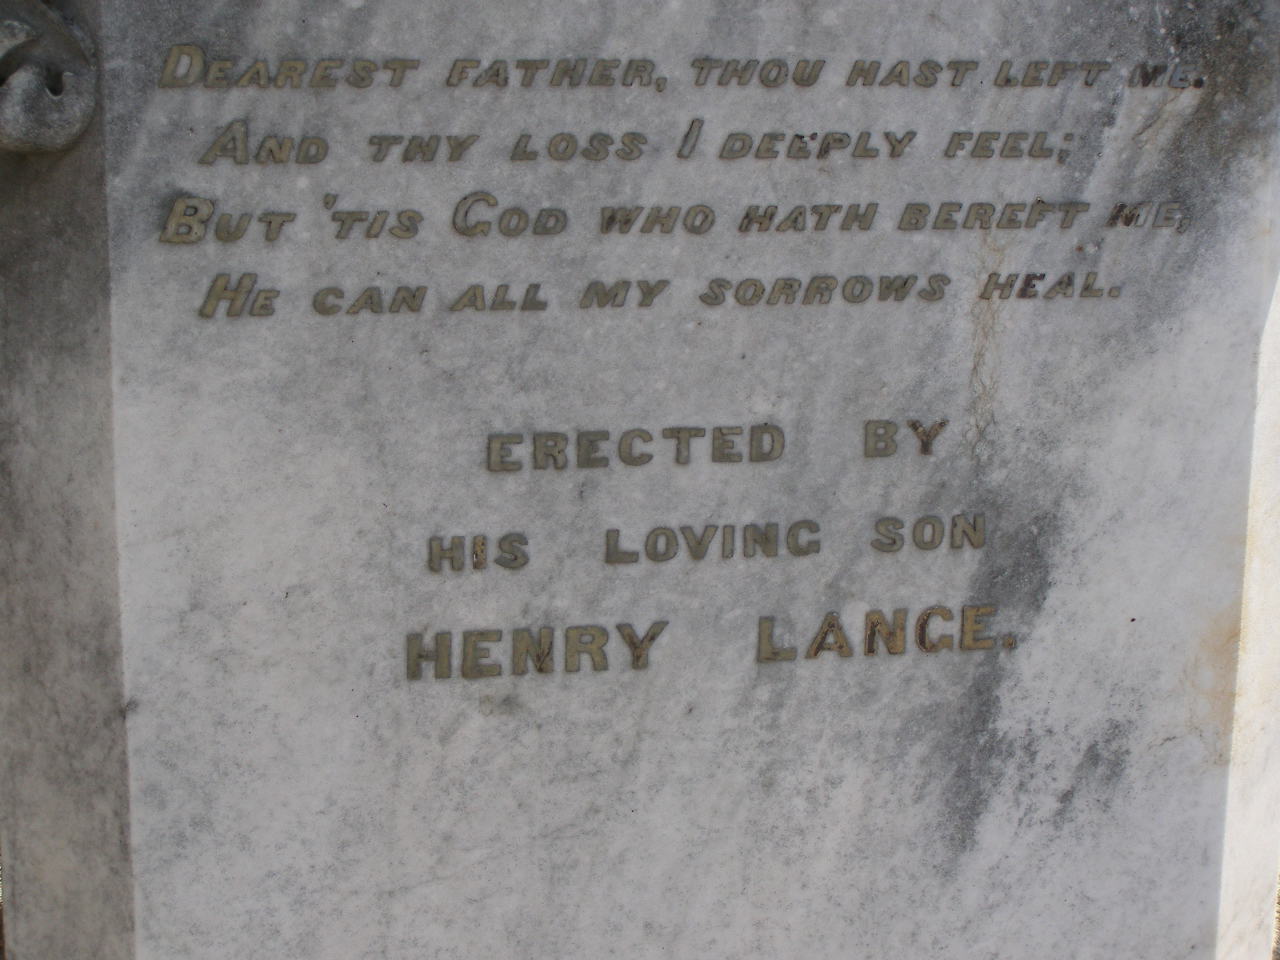 DEAREST FATHER, THOU HAST LEFT ME.
AND THY LOSS I DEEPLY FEEL;
BUT 'TIS GOD WHO HATH BEREFT ME,
HE CAN ALL MY SORROWS HEAL.
ERECTED BY
HIS LOVING SON
HENRY LANGE.